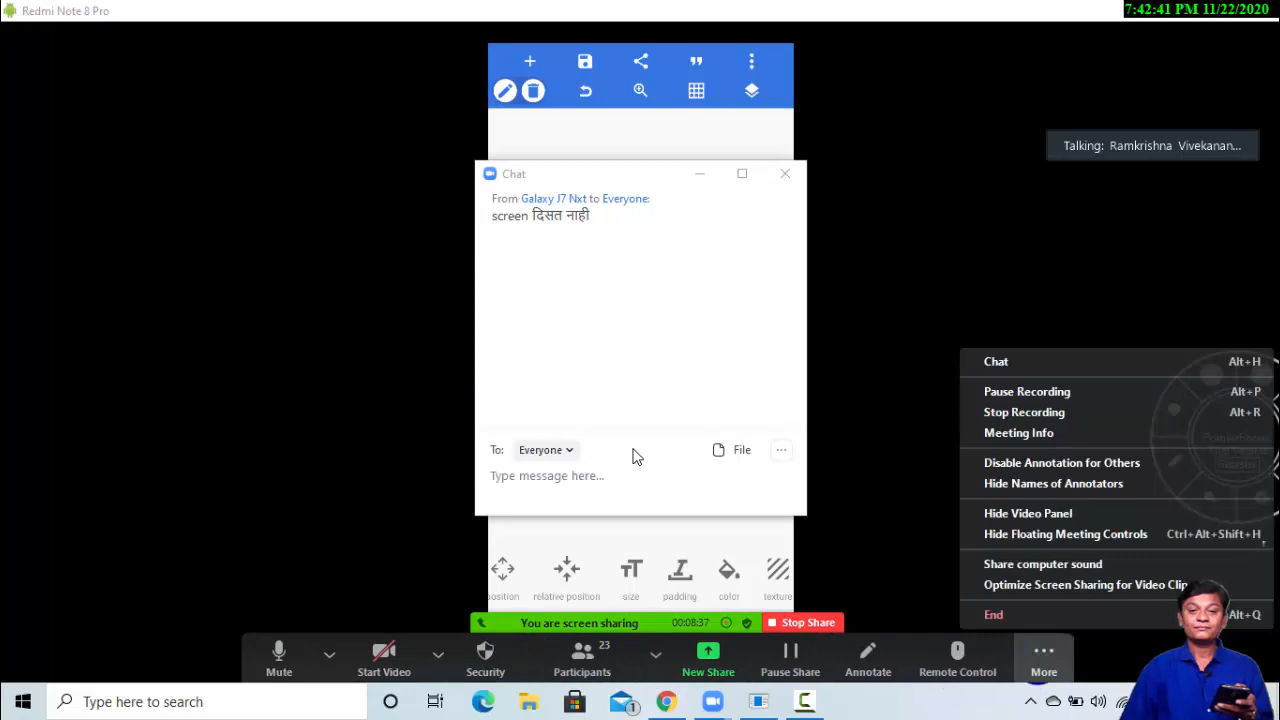 Redmi Note 8 Pro
7:42:41 PM 11/22/2020
Talking: Ramkrishna Vivekanan...
Chat
From Galaxy J7 Nxt to Everyone:
screen दिसत नाही
To: Everyone
File
Type message here...
Chat Alt+H
Pause Recording Alt+P
Stop Recording Alt+R
Meeting Info
Disable Annotation for Others
Hide Names of Annotators
Hide Video Panel
Hide Floating Meeting Controls Ctrl+Alt+Shift+H
Share computer sound
Optimize Screen Sharing for Video Clip
End Alt+Q
osition
relative position
size
padding
color
texture
You are screen sharing
00:08:37
Stop Share
Mute
Start Video
Security
Participants 23
New Share
Pause Share
Annotate
Remote Control
More
Type here to search
1